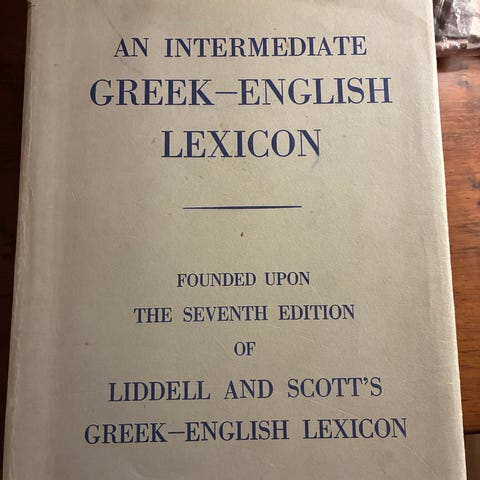 AN INTERMEDIATE
GREEK—ENGLISH
LEXICON
FOUNDED UPON
THE SEVENTH EDITION
OF
LIDDELL AND SCOTT'S
GREEK—ENGLISH LEXICON